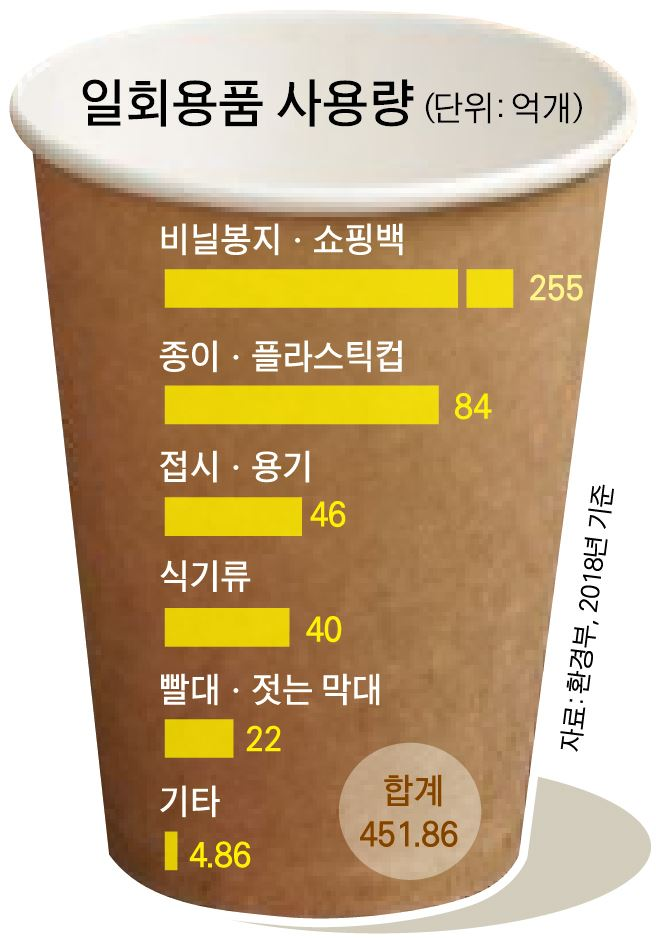 일회용품 사용량 (단위: 억개)
비닐봉지 · 쇼핑백
255
종이 · 플라스틱컵
84
접시 · 용기
46
식기류
40
빨대 · 젓는 막대
22
기타
4.86
합계
451.86
자료: 환경부, 2018년 기준